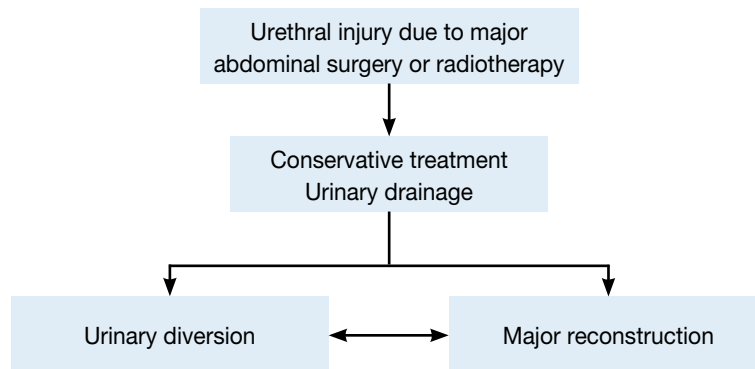 Urethral injury due to major
abdominal surgery or radiotherapy
Conservative treatment
Urinary drainage
Urinary diversion
Major reconstruction